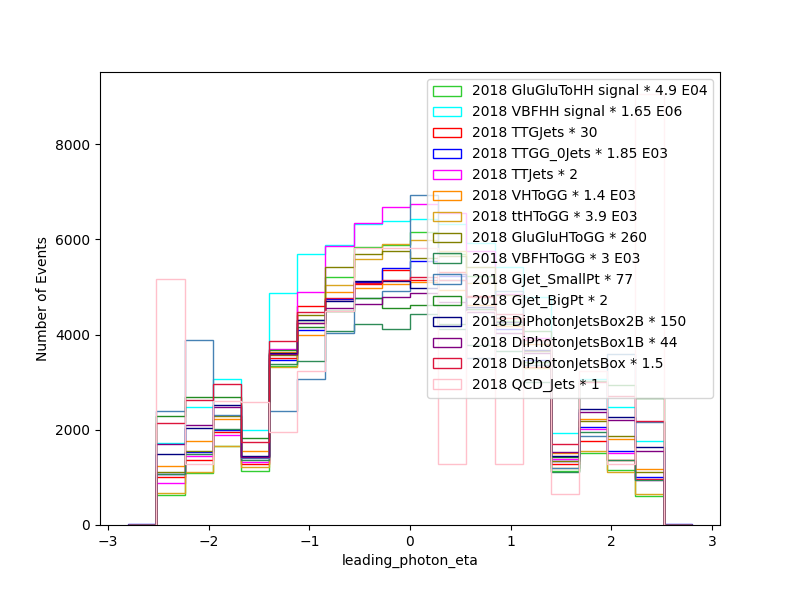 2018 GluGluToHH signal * 4.9 E04
2018 VBFHH signal * 1.65 E06
2018 TTGJets * 30
2018 TTGG_0Jets * 1.85 E03
2018 TTJets * 2
2018 VHToGG * 1.4 E03
2018 ttHToGG * 3.9 E03
2018 GluGluHToGG * 260
2018 VBFHToGG * 3 E03
2018 GJet_SmallPt * 77
2018 GJet_BigPt * 2
2018 DiPhotonJetsBox2B * 150
2018 DiPhotonJetsBox1B * 44
2018 DiPhotonJetsBox * 1.5
2018 QCD_Jets * 1
Number of Events
8000
6000
4000
2000
0
−3 −2 −1 0 1 2 3
leading_photon_eta